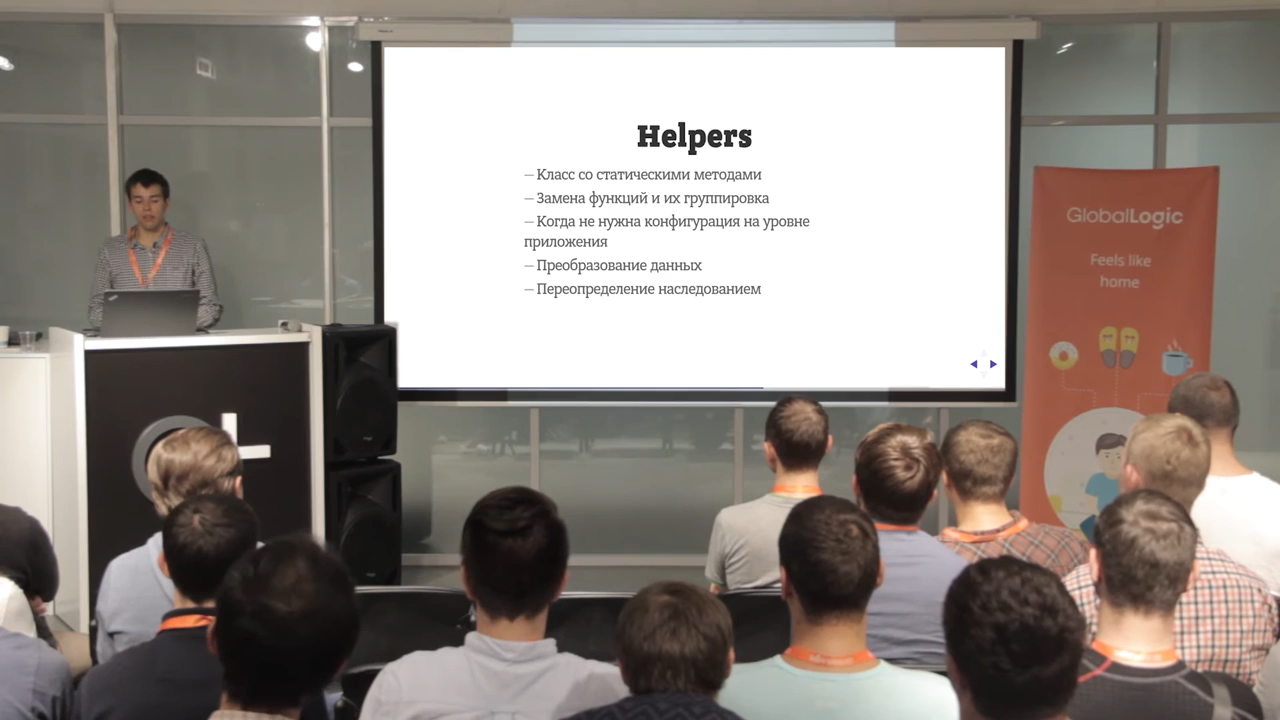 Helpers
– Класс со статическими методами
– Замена функций и их группировка
– Когда не нужна конфигурация на уровне
приложения
– Преобразование данных
– Переопределение наследованием
GlobalLogic
Feels like
home